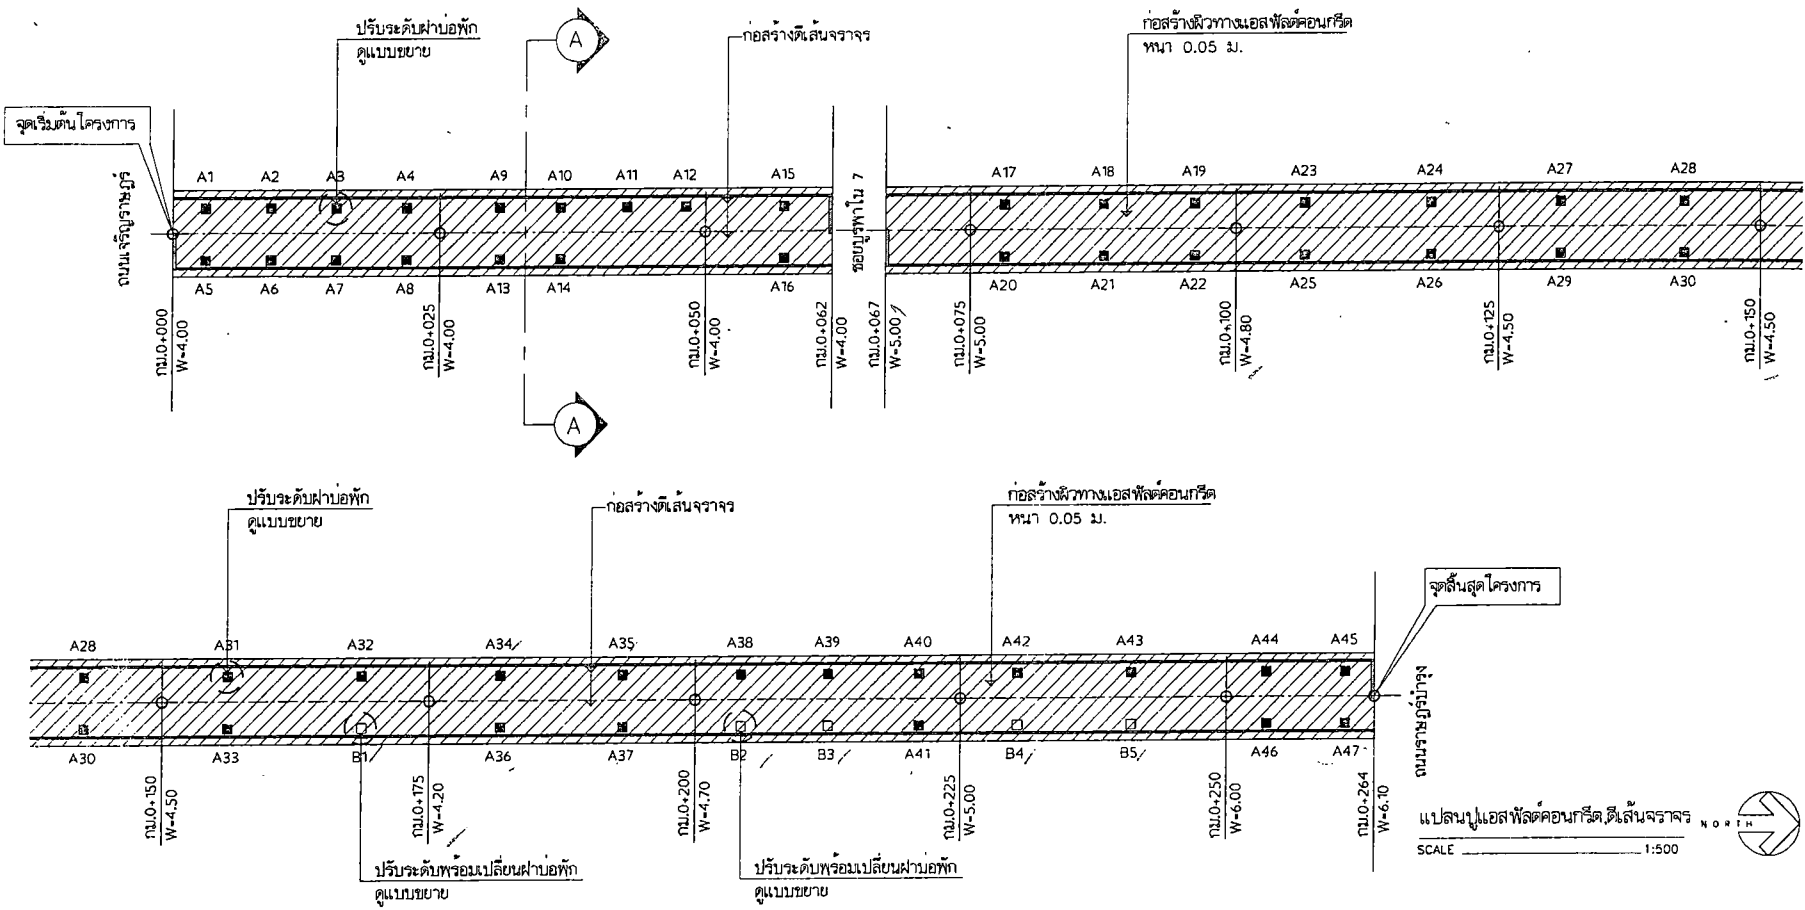 ปรับระดับฝาบ่อพัก
ดูแบบขยาย
A
ก่อสร้างตีเส้นจราจร
ก่อสร้างผิวทางแอสฟัลต์คอนกรีต
หนา 0.05 ม.
จุดเริ่มต้นโครงการ
ถนนเจริญราษฎร์
A1 A2 A3 A4 A9 A10 A11 A12 A15
ซอยบูรพาใน 7
A17 A18 A19 A23 A24 A27 A28
A5 A6 A7 A8 A13 A14 A16
A20 A21 A22 A25 A26 A29 A30
กม.0+000
W=4.00
กม.0+025
W=4.00
กม.0+050
W=4.00
กม.0+062
W=4.00
กม.0+067
W=5.00
กม.0+075
W=5.00
กม.0+100
W=4.80
กม.0+125
W=4.50
กม.0+150
W=4.50
A
ปรับระดับฝาบ่อพัก
ดูแบบขยาย
ก่อสร้างตีเส้นจราจร
ก่อสร้างผิวทางแอสฟัลต์คอนกรีต
หนา 0.05 ม.
จุดสิ้นสุดโครงการ
A28 A31 A32 A34 A35 A38 A39 A40 A42 A43 A44 A45
A30 A33 B1 A36 A37 B2 B3 A41 B4 B5 A46 A47
ถนนราษฎร์บำรุง
กม.0+150
W=4.50
กม.0+175
W=4.20
กม.0+200
W=4.70
กม.0+225
W=5.00
กม.0+250
W=6.00
กม.0+264
W=6.10
ปรับระดับพร้อมเปลี่ยนฝาบ่อพัก
ดูแบบขยาย
ปรับระดับพร้อมเปลี่ยนฝาบ่อพัก
ดูแบบขยาย
แปลนปูแอสฟัลต์คอนกรีต,ตีเส้นจราจร
SCALE 1:500
NORTH